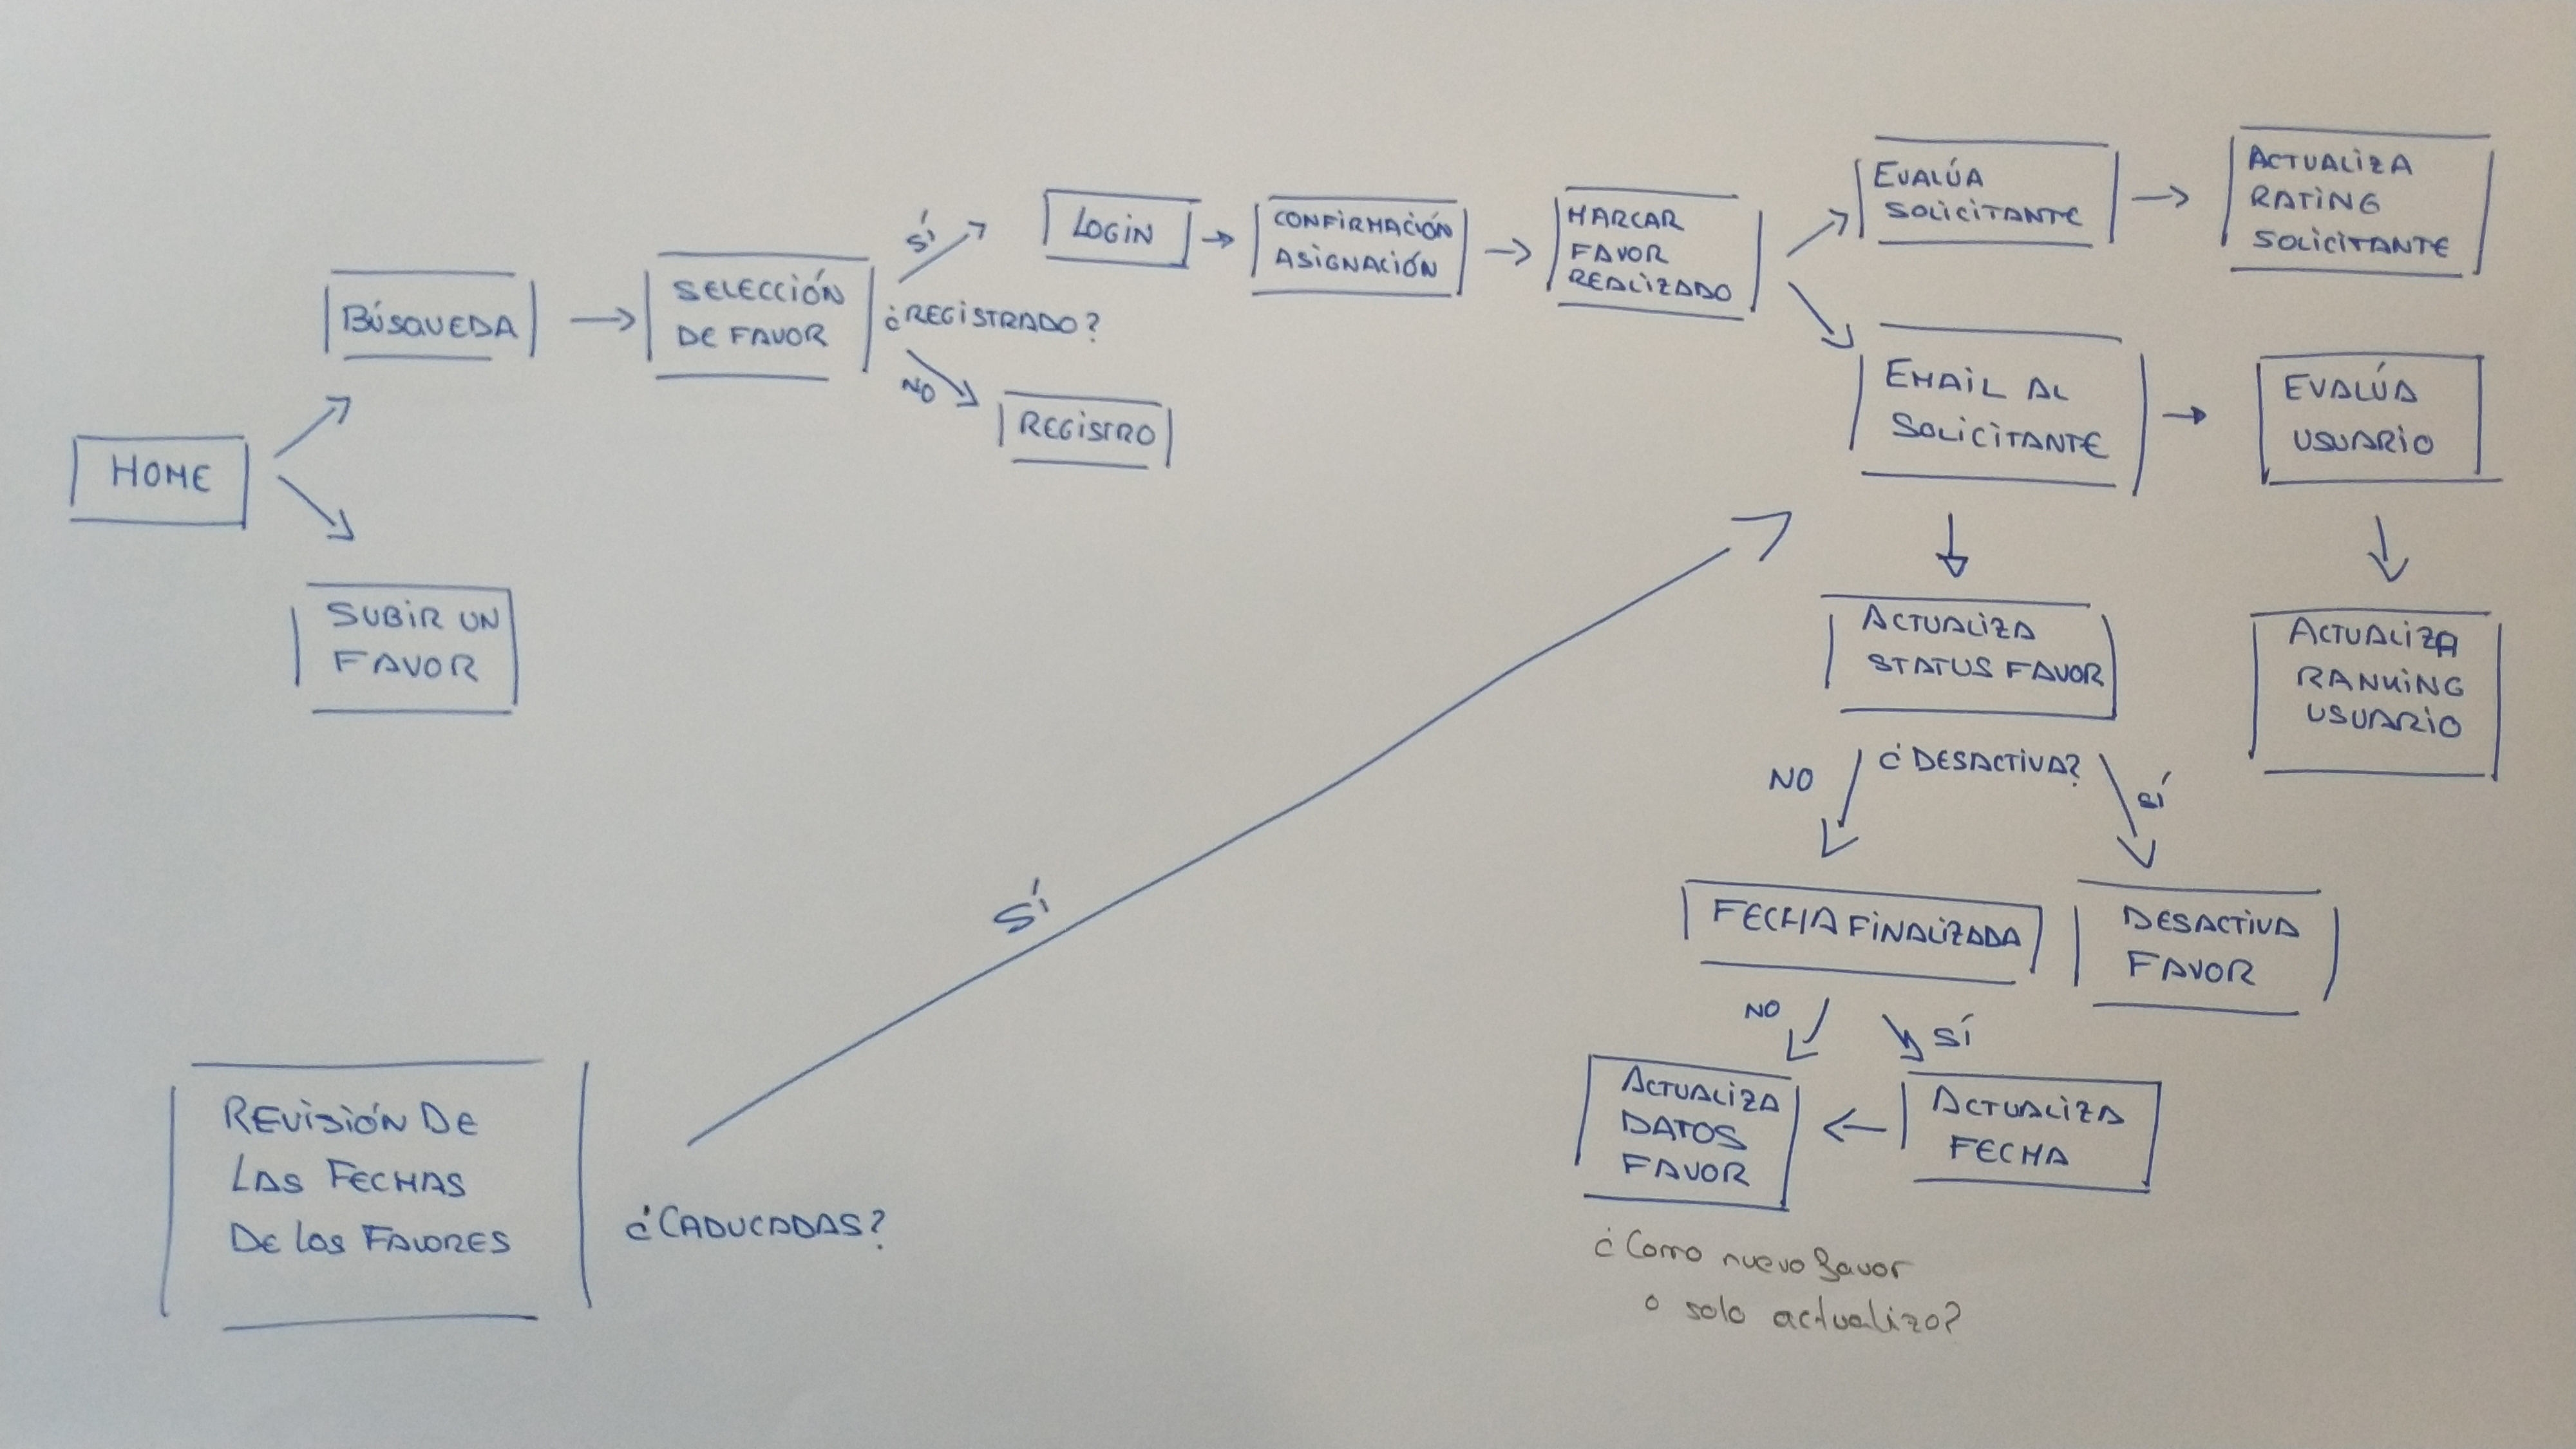 HOME
BÚSQUEDA
SUBIR UN
FAVOR
SELECCIÓN
DE FAVOR
¿REGISTRADO?
SÍ
NO
LOGIN
REGISTRO
CONFIRMACIÓN
ASIGNACIÓN
MARCAR
FAVOR
REALIZADO
EVALÚA
SOLICITANTE
ACTUALIZA
RATING
SOLICITANTE
EMAIL AL
SOLICITANTE
EVALÚA
USUARIO
ACTUALIZA
RANKING
USUARIO
ACTUALIZA
STATUS FAVOR
¿DESACTIVA?
NO
SÍ
FECHA FINALIZADA
DESACTIVA
FAVOR
NO
SÍ
ACTUALIZA
DATOS
FAVOR
ACTUALIZA
FECHA
¿Como nuevo favor
o solo actualizo?
REVISIÓN DE
LAS FECHAS
DE LOS FAVORES
¿CADUCADAS?
SÍ